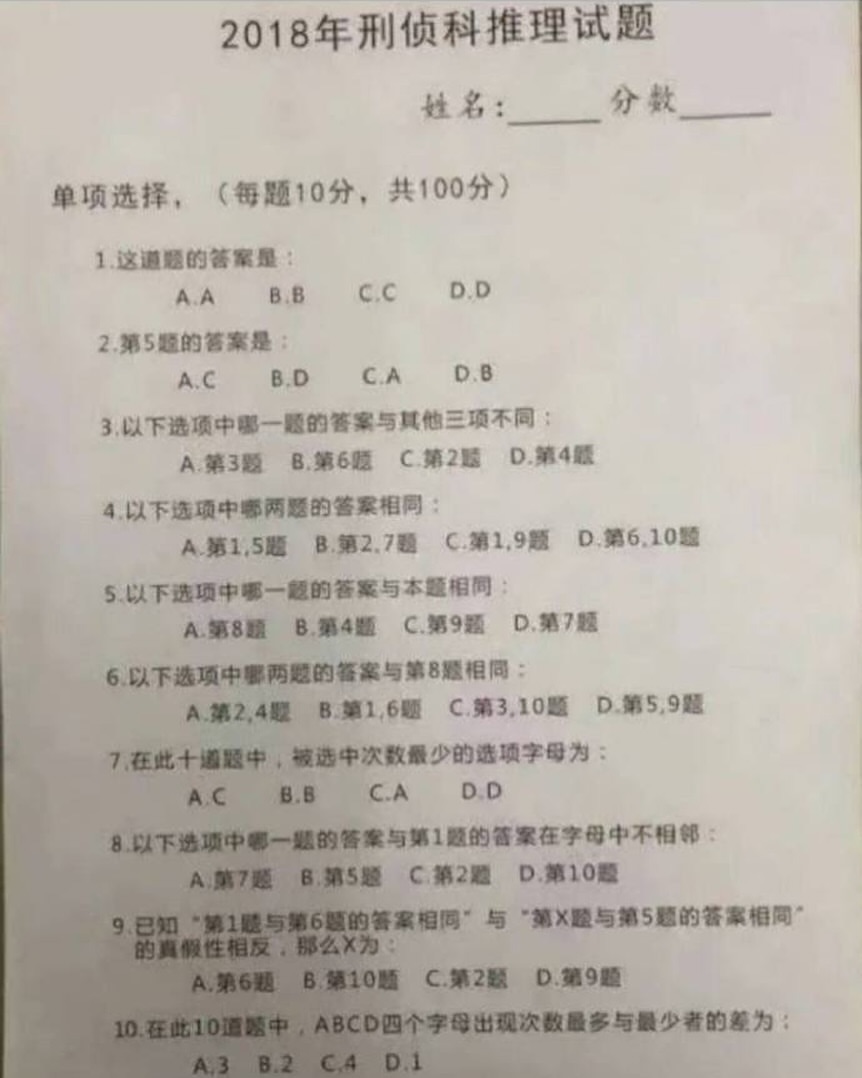 2018年刑侦科推理试题
姓名:_____ 分数_____
单项选择，（每题10分，共100分）
1.这道题的答案是：
A.A B.B C.C D.D
2.第5题的答案是：
A.C B.D C.A D.B
3.以下选项中哪一题的答案与其他三项不同：
A.第3题 B.第6题 C.第2题 D.第4题
4.以下选项中哪两题的答案相同：
A.第1,5题 B.第2,7题 C.第1,9题 D.第6,10题
5.以下选项中哪一题的答案与本题相同：
A.第8题 B.第4题 C.第9题 D.第7题
6.以下选项中哪两题的答案与第8题相同：
A.第2,4题 B.第1,6题 C.第3,10题 D.第5,9题
7.在此十道题中，被选中次数最少的选项字母为：
A.C B.B C.A D.D
8.以下选项中哪一题的答案与第1题的答案在字母中不相邻：
A.第7题 B.第5题 C.第2题 D.第10题
9.已知“第1题与第6题的答案相同”与“第X题与第5题的答案相同”
的真假性相反，那么X为：
A.第6题 B.第10题 C.第2题 D.第9题
10.在此10道题中，ABCD四个字母出现次数最多与最少者的差为：
A.3 B.2 C.4 D.1